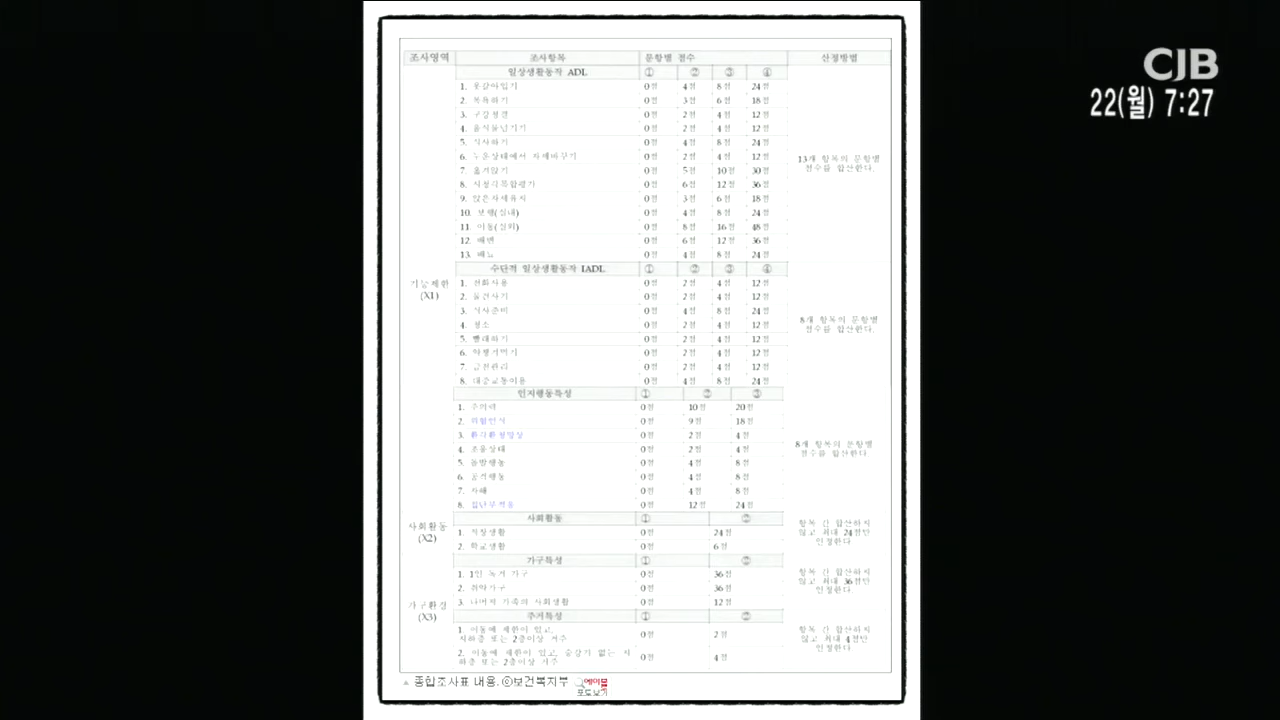 CJB
22(월) 7:27
조사영역 조사항목 문항별 점수 산정방법
일상생활동작 ADL ① ② ③ ④
1. 옷갈아입기 0점 4점 8점 24점
2. 목욕하기 0점 3점 6점 18점
3. 구강청결 0점 2점 4점 12점
4. 음식물넘기기 0점 2점 4점 12점
5. 식사하기 0점 4점 8점 24점
6. 누운상태에서 자세바꾸기 0점 2점 4점 12점
13개 항목의 문항별
점수를 합산한다.
7. 옮겨앉기 0점 5점 10점 30점
8. 시청각복합평가 0점 6점 12점 36점
9. 앉은자세유지 0점 3점 6점 18점
10. 보행(실내) 0점 4점 8점 24점
11. 이동(실외) 0점 8점 16점 48점
12. 배변 0점 6점 12점 36점
13. 배뇨 0점 4점 8점 24점
수단적 일상생활동작 IADL ① ② ③ ④
기능제한
(X1)
1. 전화사용 0점 2점 4점 12점
2. 물건사기 0점 2점 4점 12점
3. 식사준비 0점 4점 8점 24점
8개 항목의 문항별
점수를 합산한다.
4. 청소 0점 2점 4점 12점
5. 빨래하기 0점 2점 4점 12점
6. 약챙겨먹기 0점 2점 4점 12점
7. 금전관리 0점 2점 4점 12점
8. 대중교통이용 0점 4점 8점 24점
인지행동특성 ① ② ③
1. 주의력 0점 10점 20점
2. 위험인식 0점 9점 18점
3. 환각환청망상 0점 2점 4점
4. 조울상태 0점 2점 4점
8개 항목의 문항별
점수를 합산한다.
5. 돌발행동 0점 4점 8점
6. 공격행동 0점 4점 8점
7. 자해 0점 4점 8점
8. 집단부적응 0점 12점 24점
사회활동
(X2)
사회활동 ① ②
1. 직장생활 0점 24점
2. 학교생활 0점 6점
항목 간 합산하지
않고 최대 24점만
인정한다.
가구특성 ① ②
1. 1인 독거 가구 0점 36점
2. 취약가구 0점 36점
3. 나머지 가족의 사회생활 0점 12점
항목 간 합산하지
않고 최대 36점만
인정한다.
가구환경
(X3)
주거특성 ① ②
1. 이동에 제한이 있고,
지하층 또는 2층이상 거주 0점 2점
2. 이동에 제한이 있고, 승강기 없는 지
하층 또는 2층이상 거주 0점 4점
항목 간 합산하지
않고 최대 4점만
인정한다.
▲ 종합조사표 내용. ⓒ보건복지부 에이블
포토보기